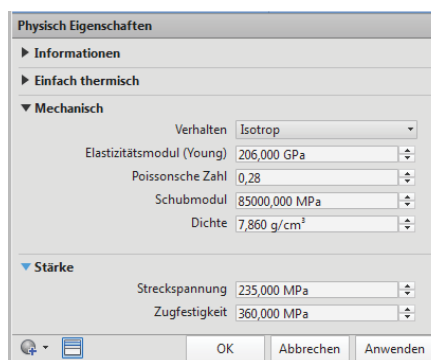 Physisch Eigenschaften
Informationen
Einfach thermisch
Mechanisch
Verhalten Isotrop
Elastizitätsmodul (Young) 206,000 GPa
Poissonsche Zahl 0,28
Schubmodul 85000,000 MPa
Dichte 7,860 g/cm³
Stärke
Streckspannung 235,000 MPa
Zugfestigkeit 360,000 MPa
OK Abbrechen Anwenden